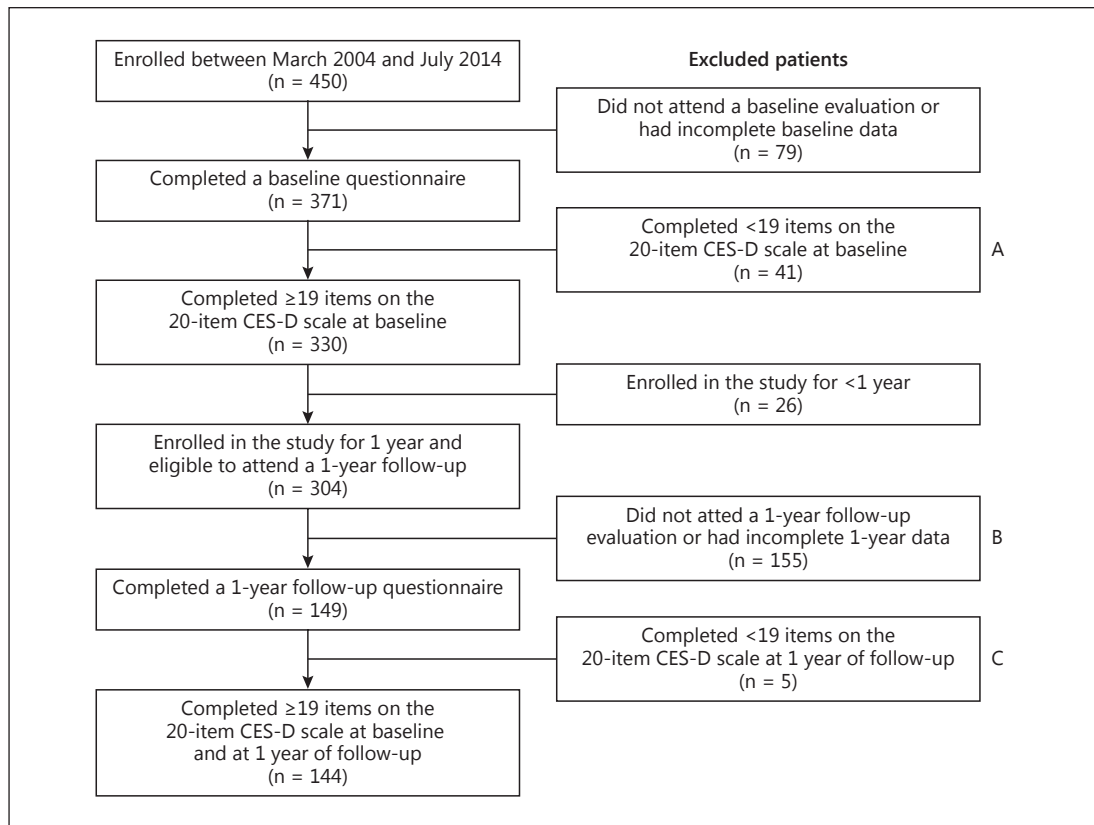 Enrolled between March 2004 and July 2014
(n = 450)
Excluded patients
Did not attend a baseline evaluation or
had incomplete baseline data
(n = 79)
Completed a baseline questionnaire
(n = 371)
Completed <19 items on the
20-item CES-D scale at baseline
(n = 41)
A
Completed ≥19 items on the
20-item CES-D scale at baseline
(n = 330)
Enrolled in the study for <1 year
(n = 26)
Enrolled in the study for 1 year and
eligible to attend a 1-year follow-up
(n = 304)
Did not atted a 1-year follow-up
evaluation or had incomplete 1-year data
(n = 155)
B
Completed a 1-year follow-up questionnaire
(n = 149)
Completed <19 items on the
20-item CES-D scale at 1 year of follow-up
(n = 5)
C
Completed ≥19 items on the
20-item CES-D scale at baseline
and at 1 year of follow-up
(n = 144)